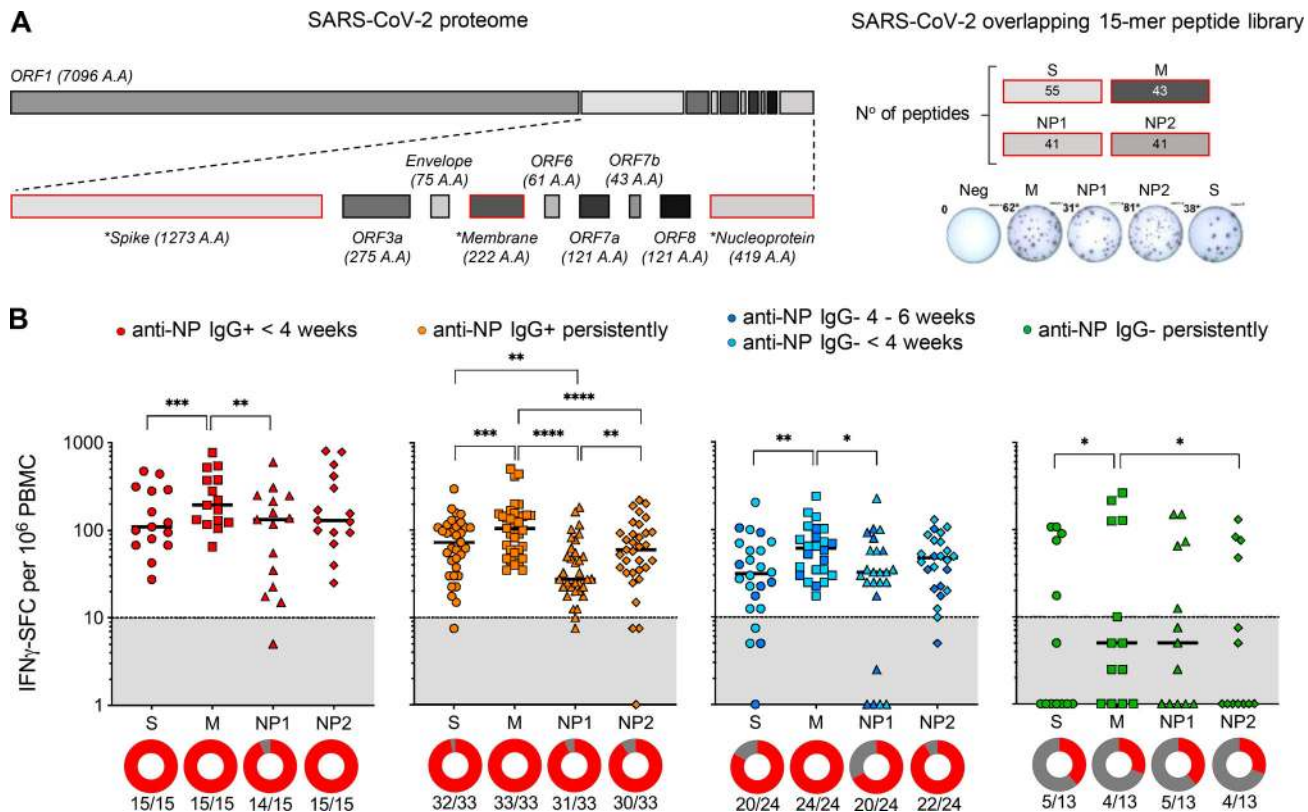 A
SARS-CoV-2 proteome
SARS-CoV-2 overlapping 15-mer peptide library
ORF1 (7096 A.A)
Envelope
(75 A.A)
ORF6
(61 A.A)
ORF7b
(43 A.A)
*Spike (1273 A.A)
ORF3a
(275 A.A)
*Membrane
(222 A.A)
ORF7a
(121 A.A)
ORF8
(121 A.A)
*Nucleoprotein
(419 A.A)
Nº of peptides
S
M
55
43
NP1
NP2
41
41
Neg
M
NP1
NP2
S
0
62*
31*
81*
38*
B
anti-NP IgG+ < 4 weeks
anti-NP IgG+ persistently
anti-NP IgG- 4 - 6 weeks
anti-NP IgG- < 4 weeks
anti-NP IgG- persistently
IFNγ-SFC per 10⁶ PBMC
1000
100
10
1
*** **
**
****
*** **** **
** *
* *
S M NP1 NP2
S M NP1 NP2
S M NP1 NP2
S M NP1 NP2
15/15 15/15 14/15 15/15
32/33 33/33 31/33 30/33
20/24 24/24 20/24 22/24
5/13 4/13 5/13 4/13